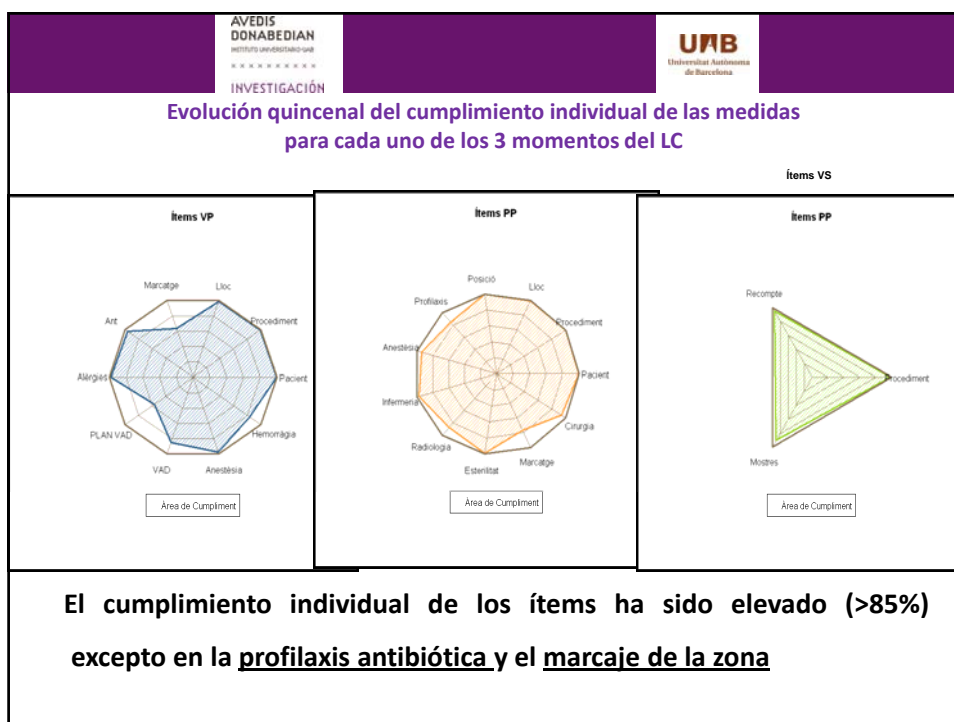 AVEDIS
DONABEDIAN
INSTITUTO UNIVERSITARIO-UAB
INVESTIGACIÓN
UAB
Universitat Autònoma
de Barcelona
Evolución quincenal del cumplimiento individual de las medidas
para cada uno de los 3 momentos del LC
Ítems VS
Ítems VP
Marcatge
Lloc
Ant
Procediment
Al·lèrgies
Pacient
PLAN VAD
Hemorràgia
VAD
Anestèsia
Àrea de Cumpliment
Ítems PP
Posició
Profilaxis
Lloc
Anestèsia
Procediment
Pacient
Infermeria
Cirurgia
Radiologia
Marcatge
Esterilitat
Àrea de Cumpliment
Ítems PP
Recompte
Procediment
Mostres
Àrea de Cumpliment
El cumplimiento individual de los ítems ha sido elevado (>85%)
excepto en la profilaxis antibiótica y el marcaje de la zona